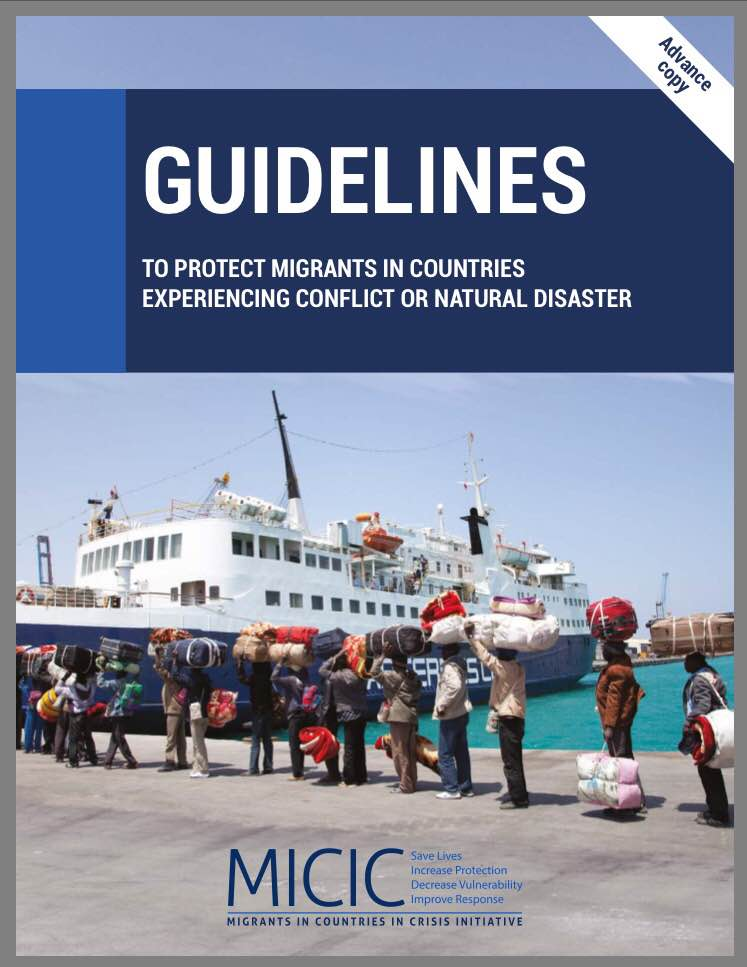 Advance
copy
GUIDELINES
TO PROTECT MIGRANTS IN COUNTRIES
EXPERIENCING CONFLICT OR NATURAL DISASTER
MICIC
Save Lives
Increase Protection
Decrease Vulnerability
Improve Response
MIGRANTS IN COUNTRIES IN CRISIS INITIATIVE